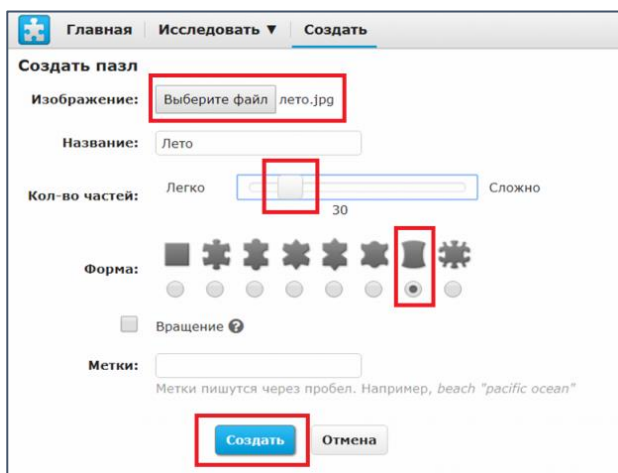 Главная Исследовать ▼ Создать
Создать пазл
Изображение: Выберите файл лето.jpg
Название: Лето
Кол-во частей: Легко Сложно
30
Форма:
Вращение ?
Метки:
Метки пишутся через пробел. Например, beach "pacific ocean"
Создать Отмена